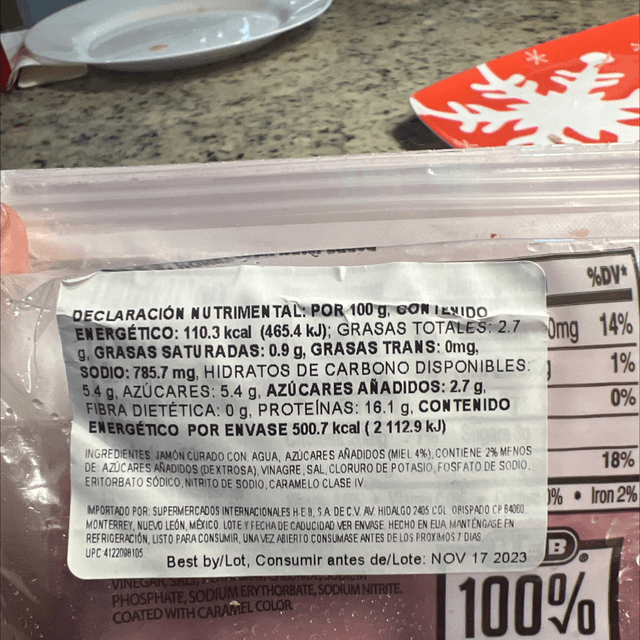 DECLARACIÓN NUTRIMENTAL: POR 100 g, CONTENIDO
ENERGÉTICO: 110.3 kcal (465.4 kJ); GRASAS TOTALES: 2.7
g, GRASAS SATURADAS: 0.9 g, GRASAS TRANS: 0mg,
SODIO: 785.7 mg, HIDRATOS DE CARBONO DISPONIBLES:
5.4 g, AZÚCARES: 5.4 g, AZÚCARES AÑADIDOS: 2.7 g,
FIBRA DIETÉTICA: 0 g, PROTEÍNAS: 16.1 g, CONTENIDO
ENERGÉTICO POR ENVASE 500.7 kcal ( 2 112.9 kJ)
INGREDIENTES: JAMÓN CURADO CON AGUA, AZÚCARES AÑADIDOS (MIEL 4%), CONTIENE 2% MENOS
DE: AZÚCARES AÑADIDOS (DEXTROSA), VINAGRE, SAL, CLORURO DE POTASIO, FOSFATO DE SODIO,
ERITORBATO SÓDICO, NITRITO DE SODIO, CARAMELO CLASE IV.
IMPORTADO POR: SUPERMERCADOS INTERNACIONALES H-E-B, S.A. DE C.V. AV. HIDALGO 2405 COL. OBISPADO CP 64060
MONTERREY, NUEVO LEÓN, MÉXICO. LOTE Y FECHA DE CADUCIDAD VER ENVASE. HECHO EN EUA. MANTÉNGASE EN
REFRIGERACIÓN, LISTO PARA CONSUMIR, UNA VEZ ABIERTO CONSUMASE ANTES DE LOS PROXIMOS 7 DIAS.
UPC 4122098105
Best by/Lot, Consumir antes de/Lote: NOV 17 2023
%DV*
0mg 14%
1%
0%
18%
0% • Iron 2%
PHOSPHATE, SODIUM ERYTHORBATE, SODIUM NITRITE.
COATED WITH CARAMEL COLOR.
B®
100%